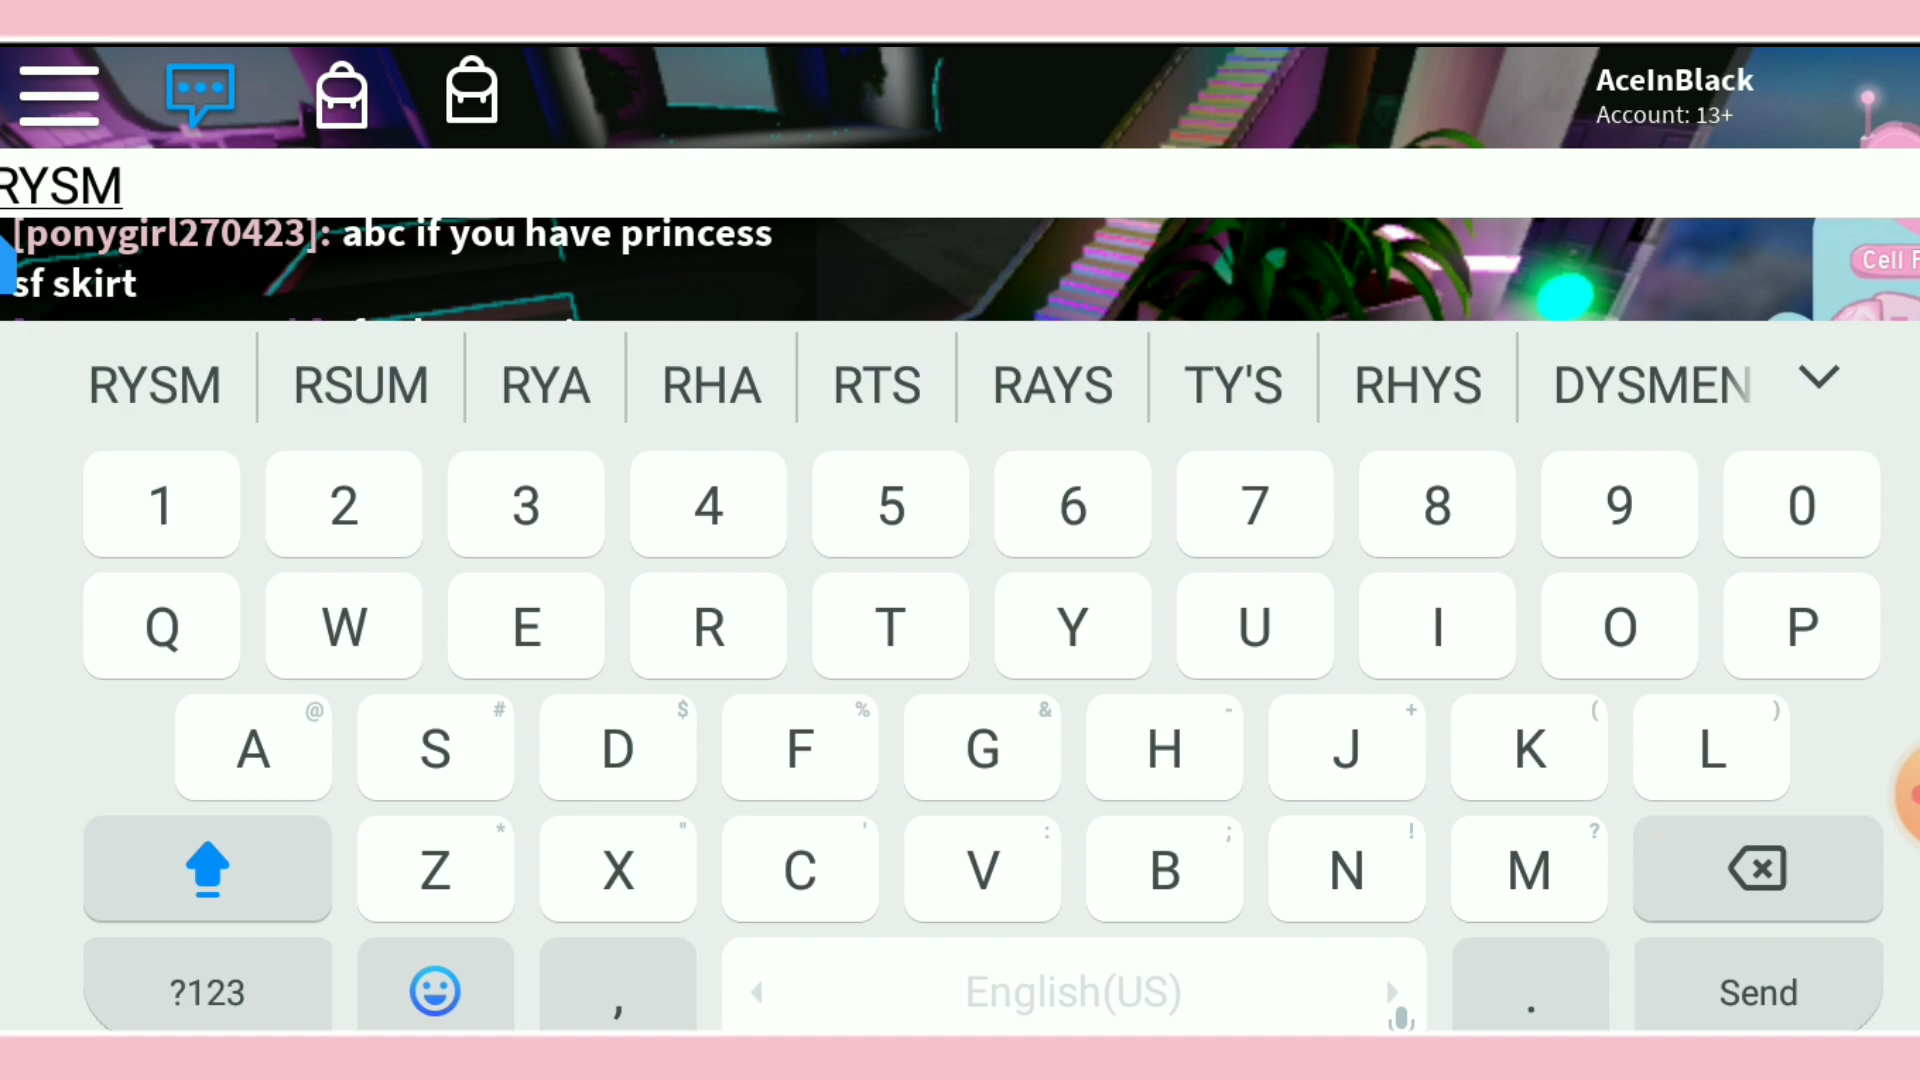 AceInBlack
Account: 13+
RYSM
[ponygirl270423]: abc if you have princess
sf skirt
Cell
RYSM RSUM RYA RHA RTS RAYS TY'S RHYS DYSMEN
1 2 3 4 5 6 7 8 9 0
Q W E R T Y U I O P
@ # $ % & - + ( )
A S D F G H J K L
* " ' : ; ! ?
Z X C V B N M
?123 , English(US) . Send